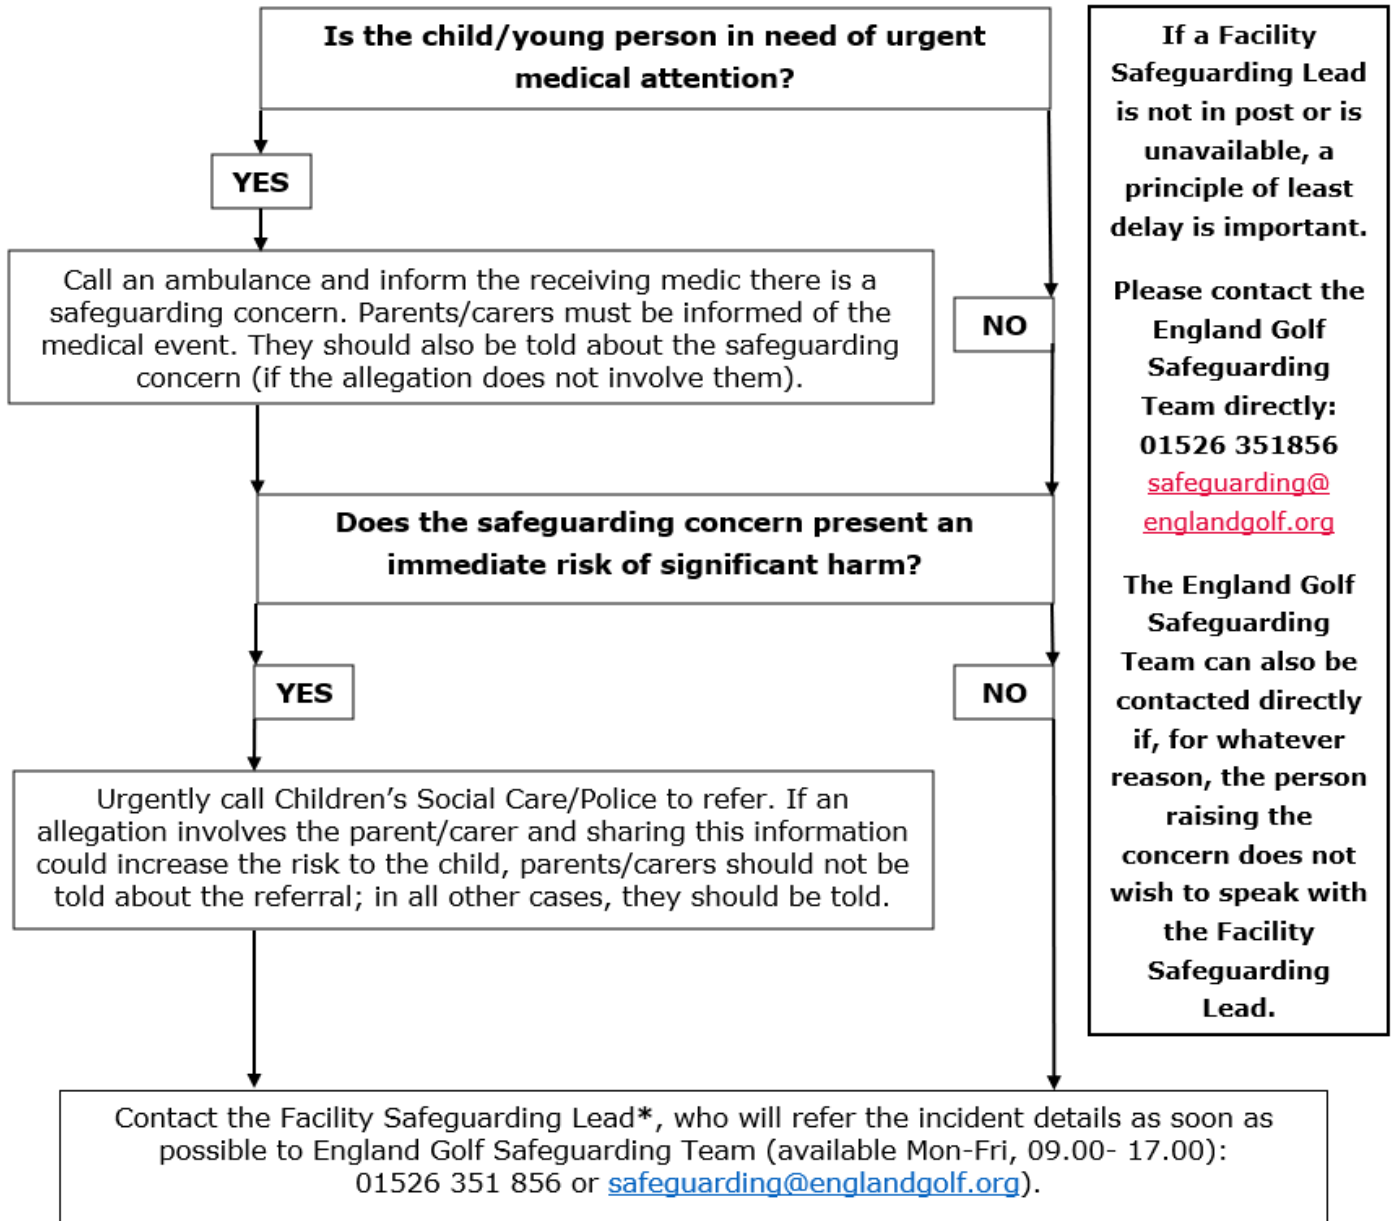 Is the child/young person in need of urgent
medical attention?
YES
Call an ambulance and inform the receiving medic there is a
safeguarding concern. Parents/carers must be informed of the
medical event. They should also be told about the safeguarding
concern (if the allegation does not involve them).
NO
Does the safeguarding concern present an
immediate risk of significant harm?
YES
NO
Urgently call Children’s Social Care/Police to refer. If an
allegation involves the parent/carer and sharing this information
could increase the risk to the child, parents/carers should not be
told about the referral; in all other cases, they should be told.
Contact the Facility Safeguarding Lead*, who will refer the incident details as soon as
possible to England Golf Safeguarding Team (available Mon-Fri, 09.00- 17.00):
01526 351 856 or safeguarding@englandgolf.org).
If a Facility
Safeguarding Lead
is not in post or is
unavailable, a
principle of least
delay is important.
Please contact the
England Golf
Safeguarding
Team directly:
01526 351856
safeguarding@
englandgolf.org
The England Golf
Safeguarding
Team can also be
contacted directly
if, for whatever
reason, the person
raising the
concern does not
wish to speak with
the Facility
Safeguarding
Lead.